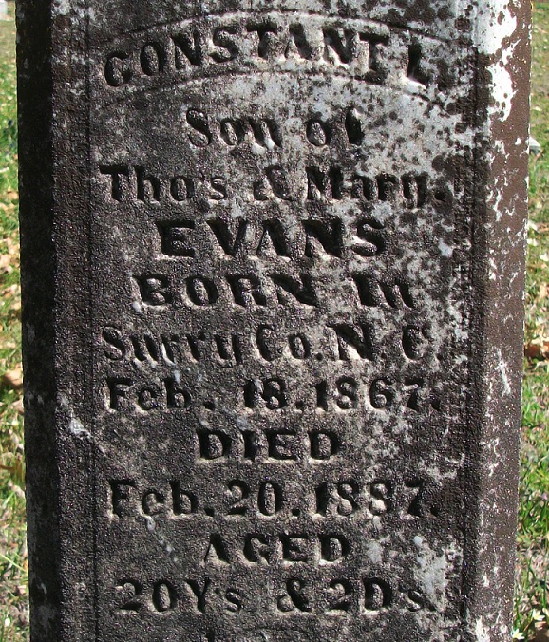 CONSTANT L.
Son of
Tho's & Mary.
EVANS
BORN In
Surry Co. N. C.
Feb. 18. 1867.
DIED
Feb. 20. 1887.
AGED
20Y's & 2Ds.